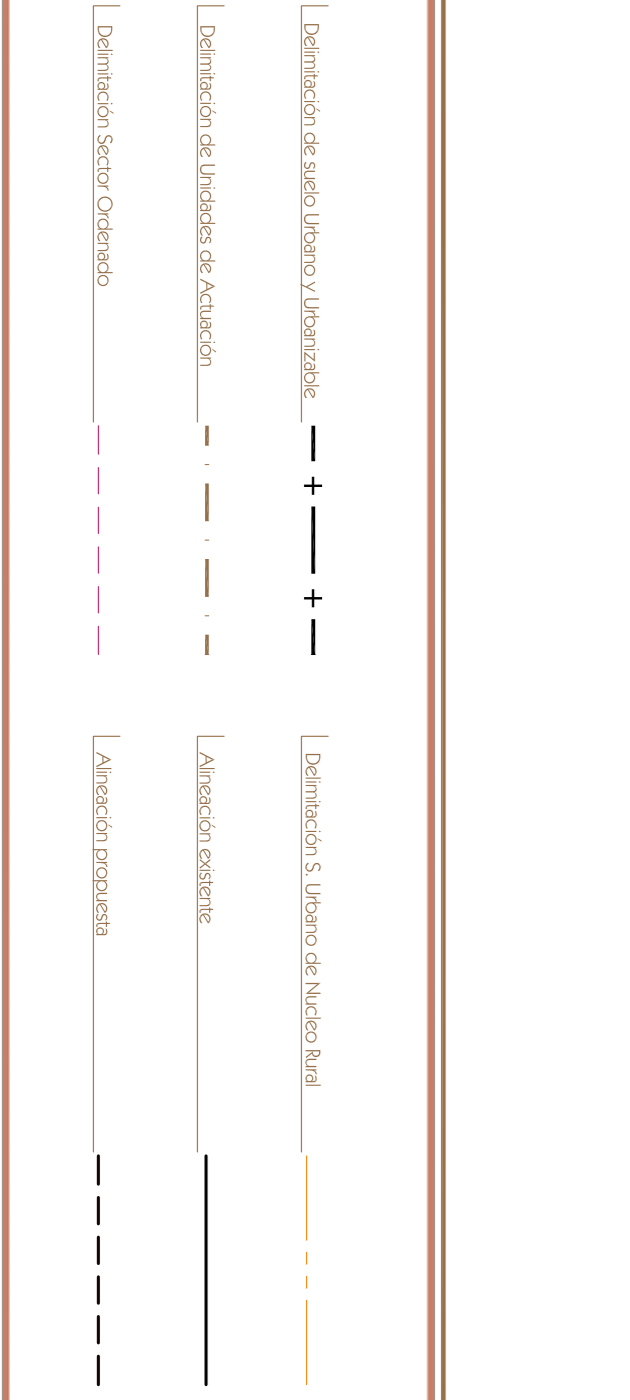 Delimitación de suelo Urbano y Urbanizable
Delimitación S. Urbano de Nucleo Rural
Delimitación de Unidades de Actuación
Alineación existente
Delimitación Sector Ordenado
Alineación propuesta